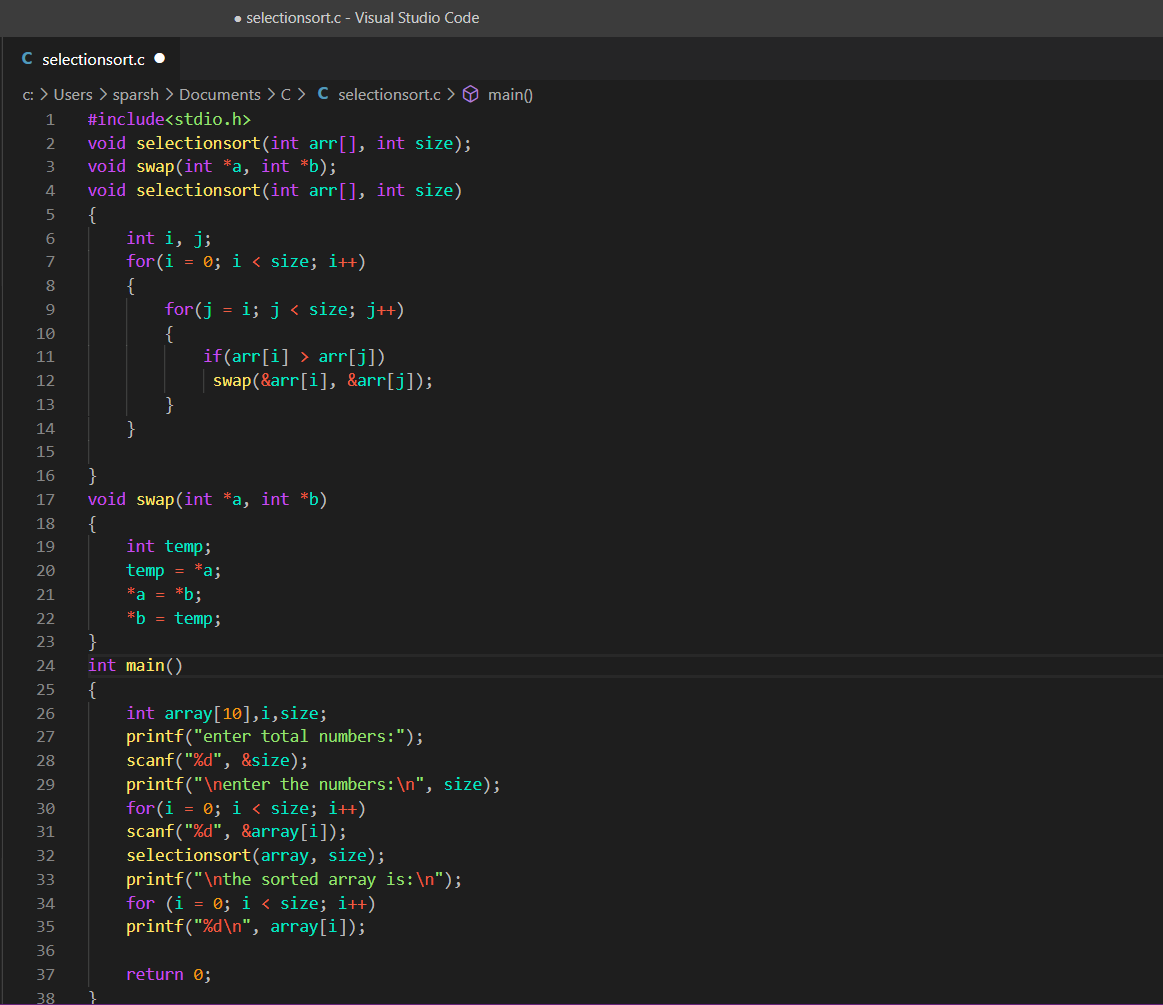 ● selectionsort.c - Visual Studio Code
C selectionsort.c ●
c: > Users > sparsh > Documents > C > C selectionsort.c > main()
1 #include<stdio.h>
2 void selectionsort(int arr[], int size);
3 void swap(int *a, int *b);
4 void selectionsort(int arr[], int size)
5 {
6     int i, j;
7     for(i = 0; i < size; i++)
8     {
9         for(j = i; j < size; j++)
10         {
11             if(arr[i] > arr[j])
12              swap(&arr[i], &arr[j]);
13         }
14     }
15
16 }
17 void swap(int *a, int *b)
18 {
19     int temp;
20     temp = *a;
21     *a = *b;
22     *b = temp;
23 }
24 int main()
25 {
26     int array[10],i,size;
27     printf("enter total numbers:");
28     scanf("%d", &size);
29     printf("\nenter the numbers:\n", size);
30     for(i = 0; i < size; i++)
31     scanf("%d", &array[i]);
32     selectionsort(array, size);
33     printf("\nthe sorted array is:\n");
34     for (i = 0; i < size; i++)
35     printf("%d\n", array[i]);
36
37     return 0;
38 }